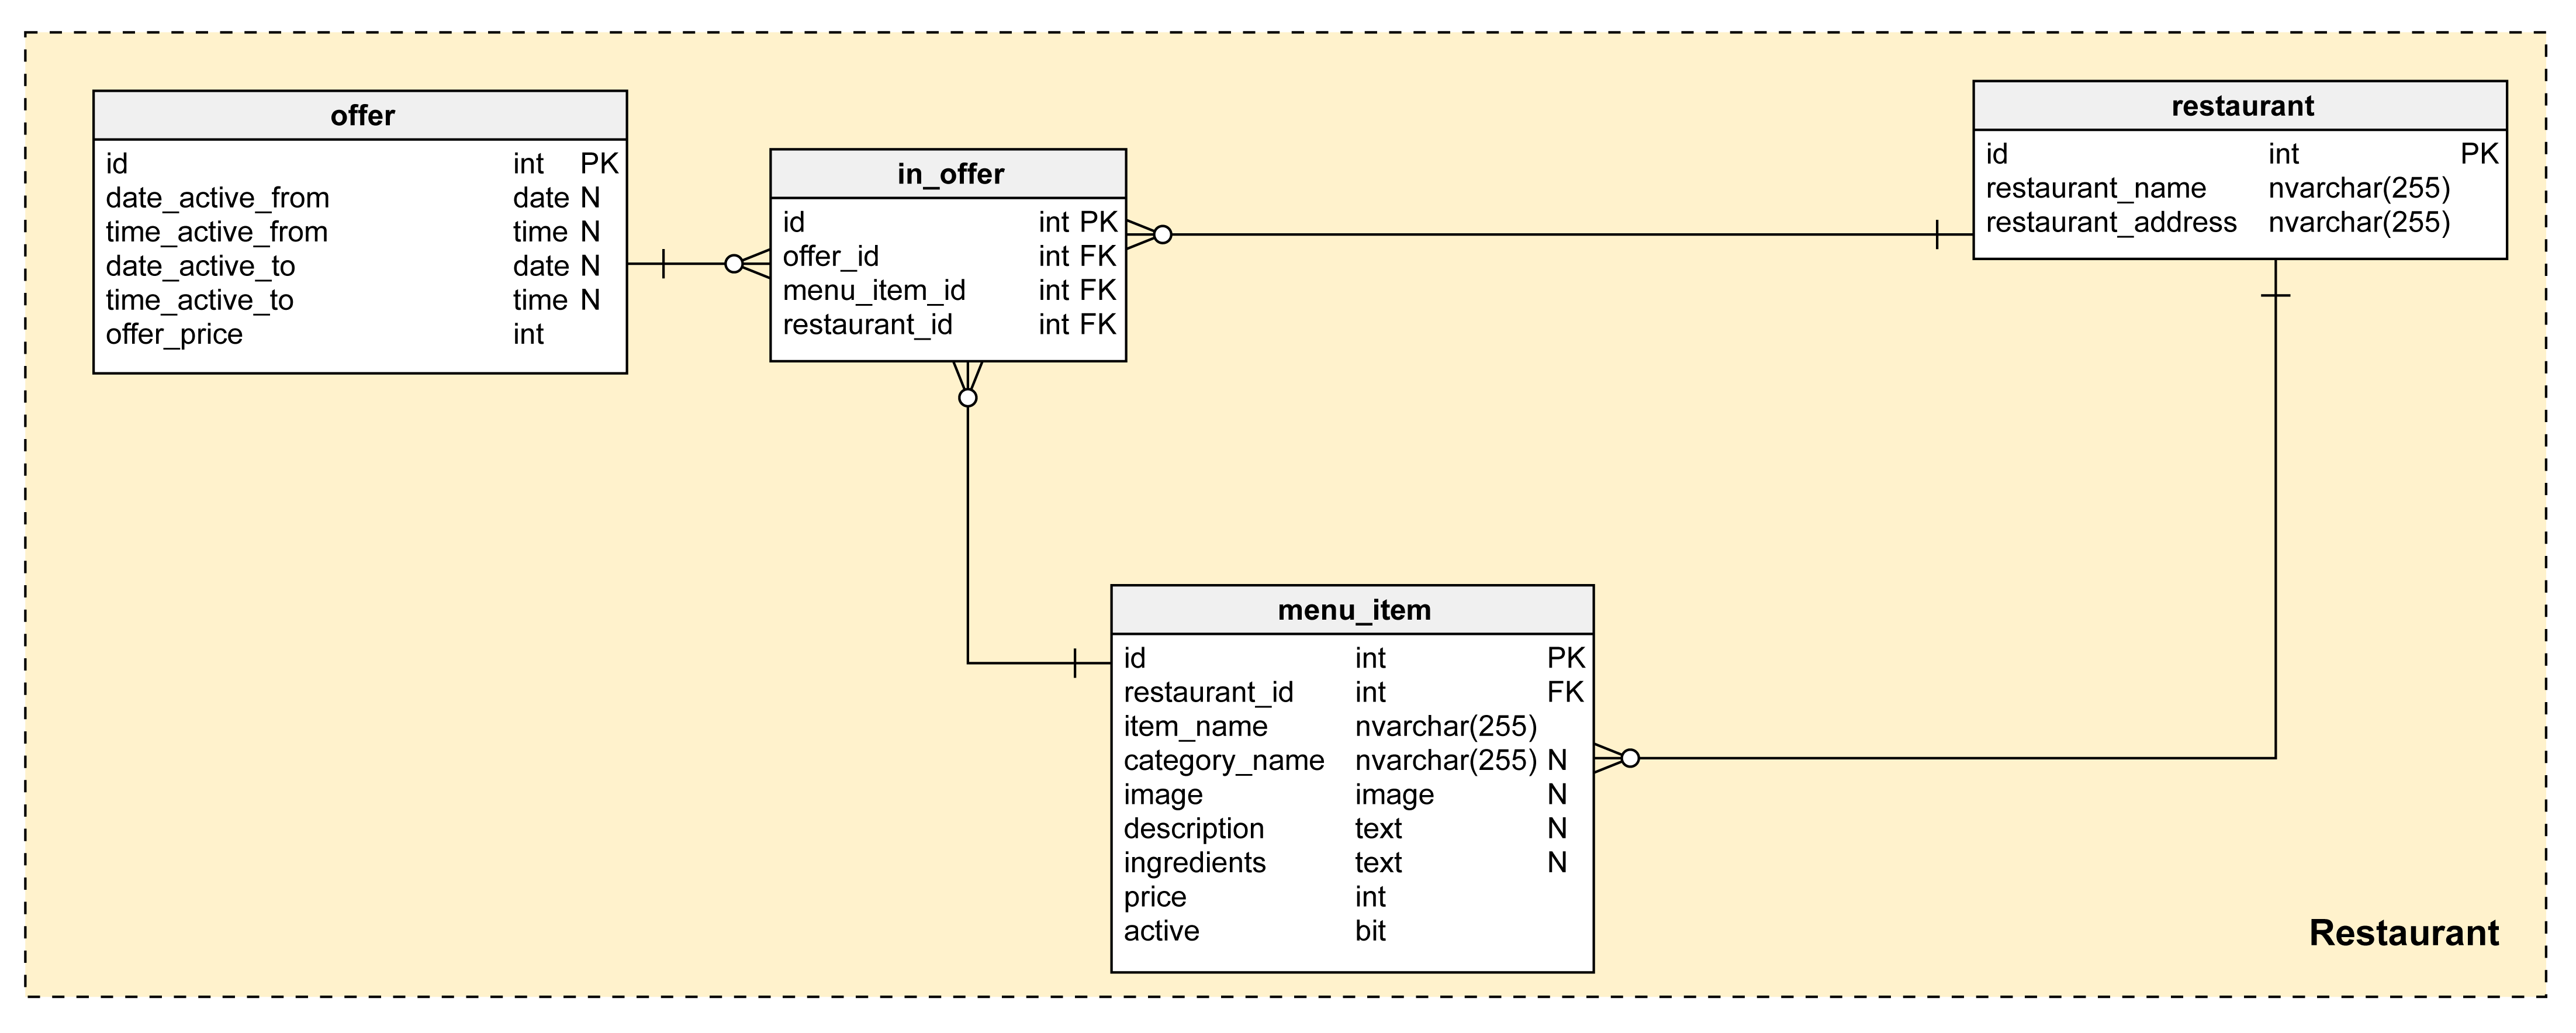 offer
id int PK
date_active_from date N
time_active_from time N
date_active_to date N
time_active_to time N
offer_price int
in_offer
id int PK
offer_id int FK
menu_item_id int FK
restaurant_id int FK
restaurant
id int PK
restaurant_name nvarchar(255)
restaurant_address nvarchar(255)
menu_item
id int PK
restaurant_id int FK
item_name nvarchar(255)
category_name nvarchar(255) N
image image N
description text N
ingredients text N
price int
active bit
Restaurant